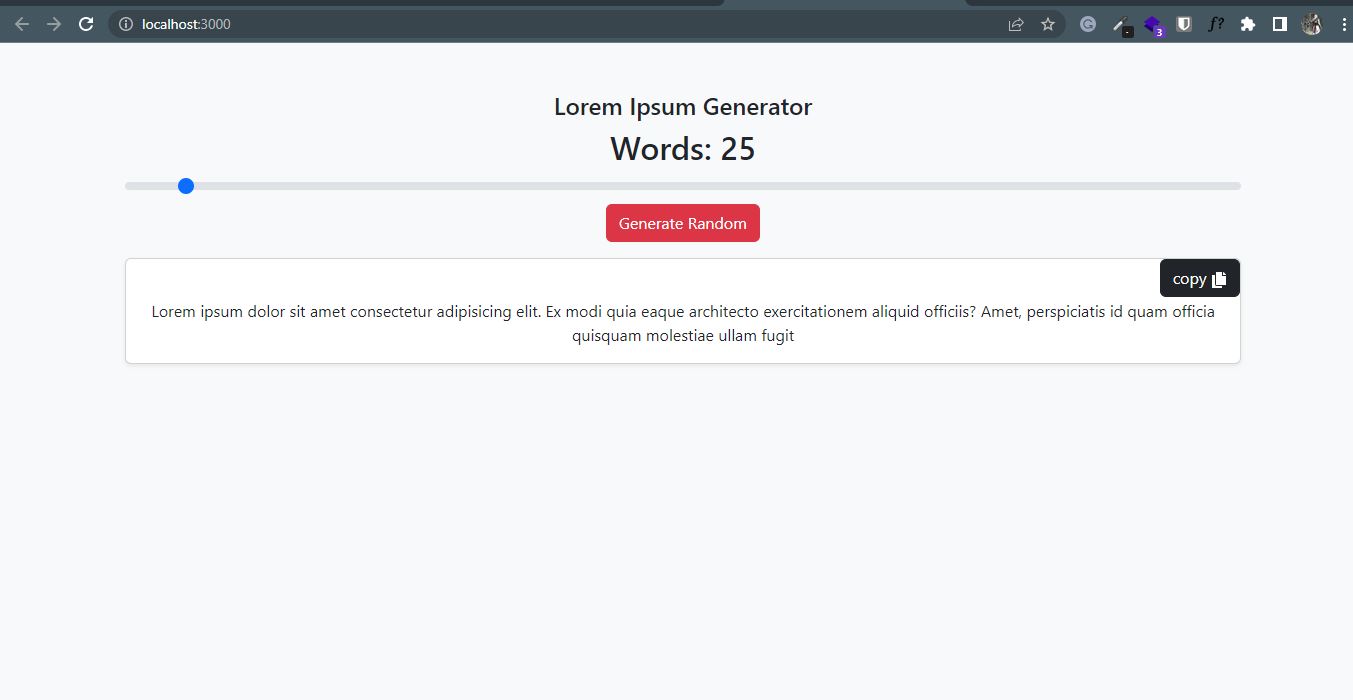 localhost:3000
3
f?
Lorem Ipsum Generator
Words: 25
Generate Random
copy
Lorem ipsum dolor sit amet consectetur adipisicing elit. Ex modi quia eaque architecto exercitationem aliquid officiis? Amet, perspiciatis id quam officia
quisquam molestiae ullam fugit